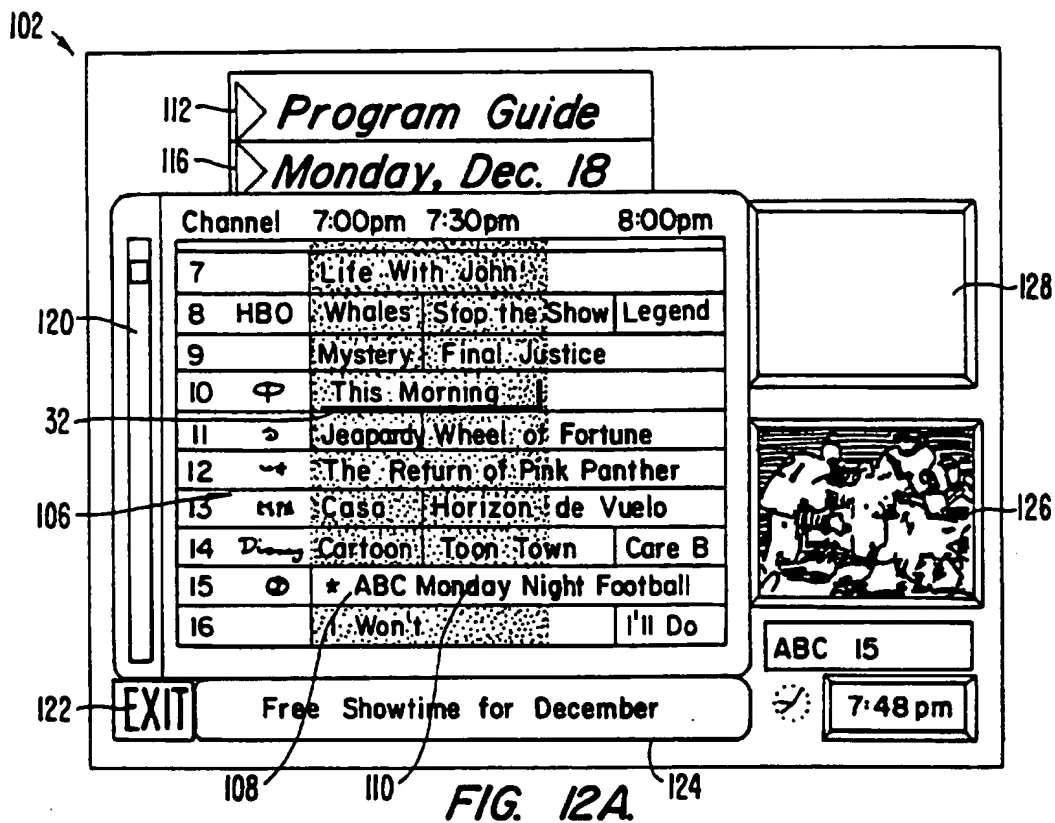 102
112
Program Guide
116
Monday, Dec. 18
Channel 7:00pm 7:30pm 8:00pm
7 Life With John!
8 HBO Whales Stop the Show Legend
128
120
9 Mystery Final Justice
10 This Morning
32
11 Jeapardy Wheel of Fortune
12 The Return of Pink Panther
106
13 Casa Horizon de Vuelo
126
14 Disney Cartoon Toon Town Care B
15 * ABC Monday Night Football
16 I Won't I'll Do
ABC 15
122
EXIT
Free Showtime for December
7:48pm
108
110
124
FIG. 12A.